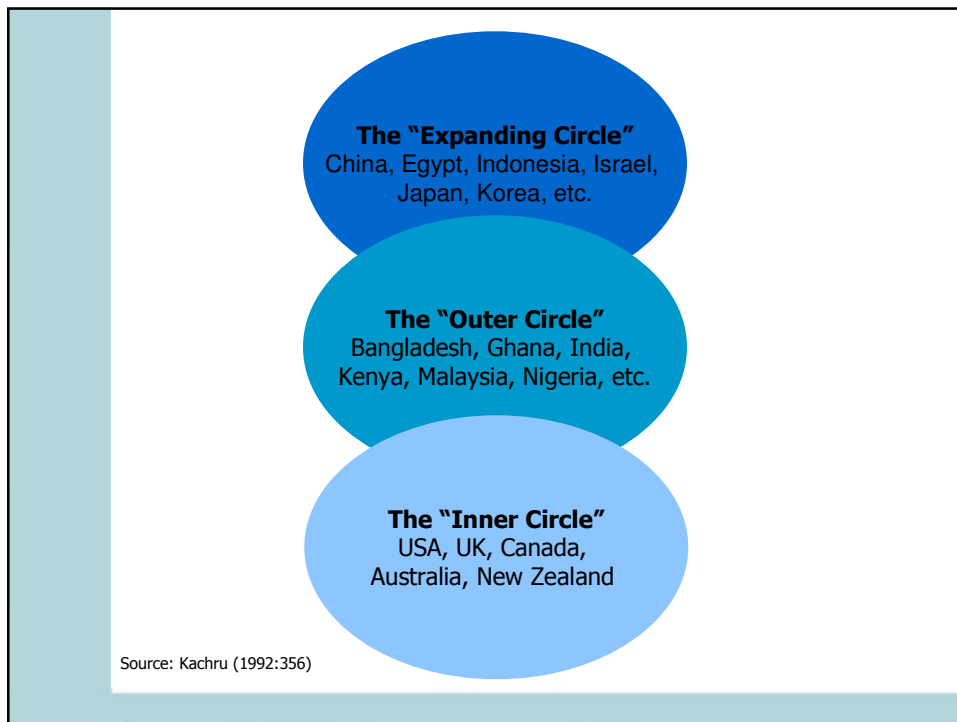 The “Expanding Circle”
China, Egypt, Indonesia, Israel,
Japan, Korea, etc.
The “Outer Circle”
Bangladesh, Ghana, India,
Kenya, Malaysia, Nigeria, etc.
The “Inner Circle”
USA, UK, Canada,
Australia, New Zealand
Source: Kachru (1992:356)